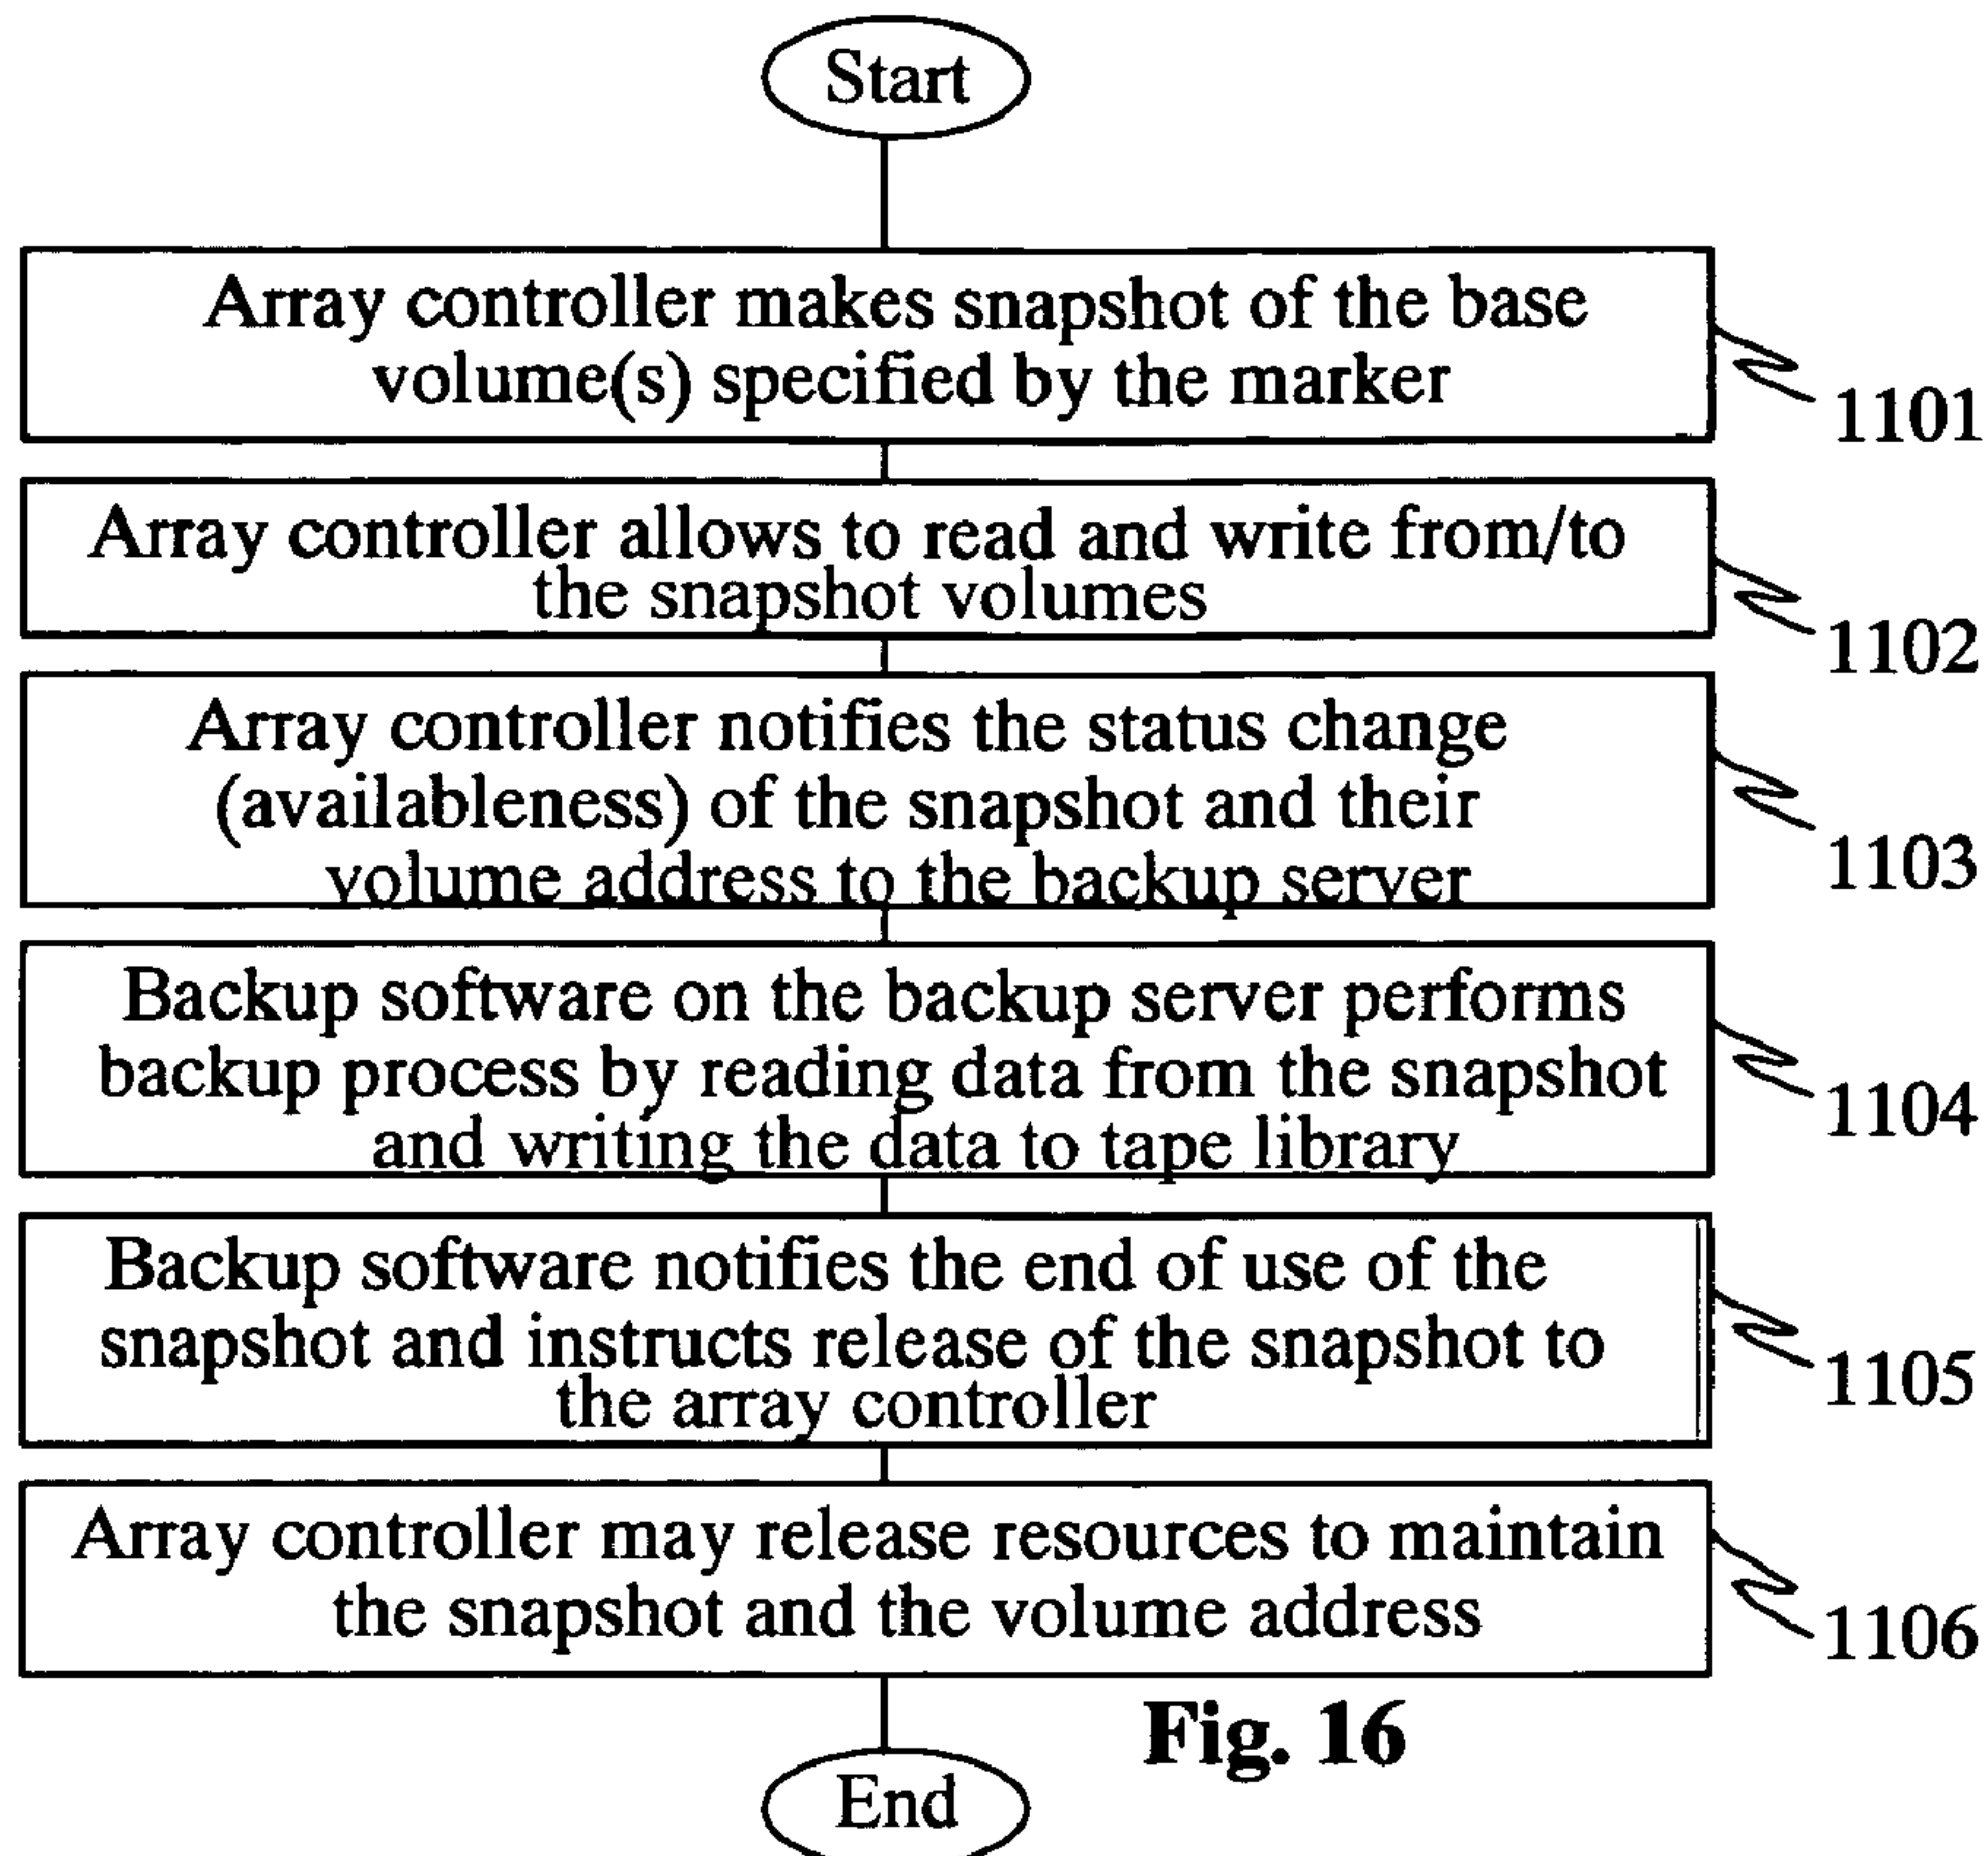 Start
Array controller makes snapshot of the base
volume(s) specified by the marker
1101
Array controller allows to read and write from/to
the snapshot volumes
1102
Array controller notifies the status change
(availableness) of the snapshot and their
volume address to the backup server
1103
Backup software on the backup server performs
backup process by reading data from the snapshot
and writing the data to tape library
1104
Backup software notifies the end of use of the
snapshot and instructs release of the snapshot to
the array controller
1105
Array controller may release resources to maintain
the snapshot and the volume address
1106
Fig. 16
End